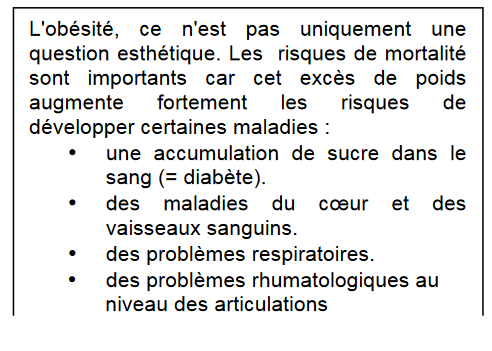 L'obésité, ce n'est pas uniquement une
question esthétique. Les risques de mortalité
sont importants car cet excès de poids
augmente fortement les risques de
développer certaines maladies :
• une accumulation de sucre dans le
sang (= diabète).
• des maladies du cœur et des
vaisseaux sanguins.
• des problèmes respiratoires.
• des problèmes rhumatologiques au
niveau des articulations